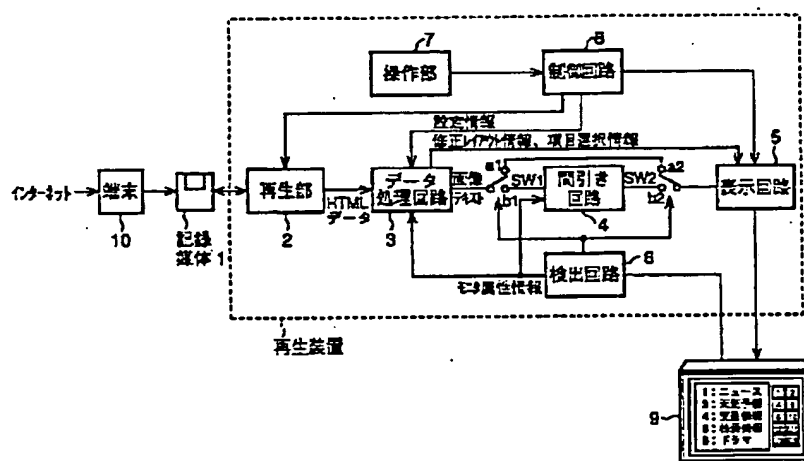 7
操作部
8
制御回路
設定情報
修正レイアウト情報、項目選択情報
5
インターネット
端末
10
記録
媒体1
再生部
2
HTML
データ
データ
処理回路
3
画像
テキスト
a1
b1
SW1
間引き
回路
4
SW2
a2
b2
表示回路
6
検出回路
モニタ属性情報
再生装置
9
1:ニュース
3:天気予報
4:交通情報
ドラマ